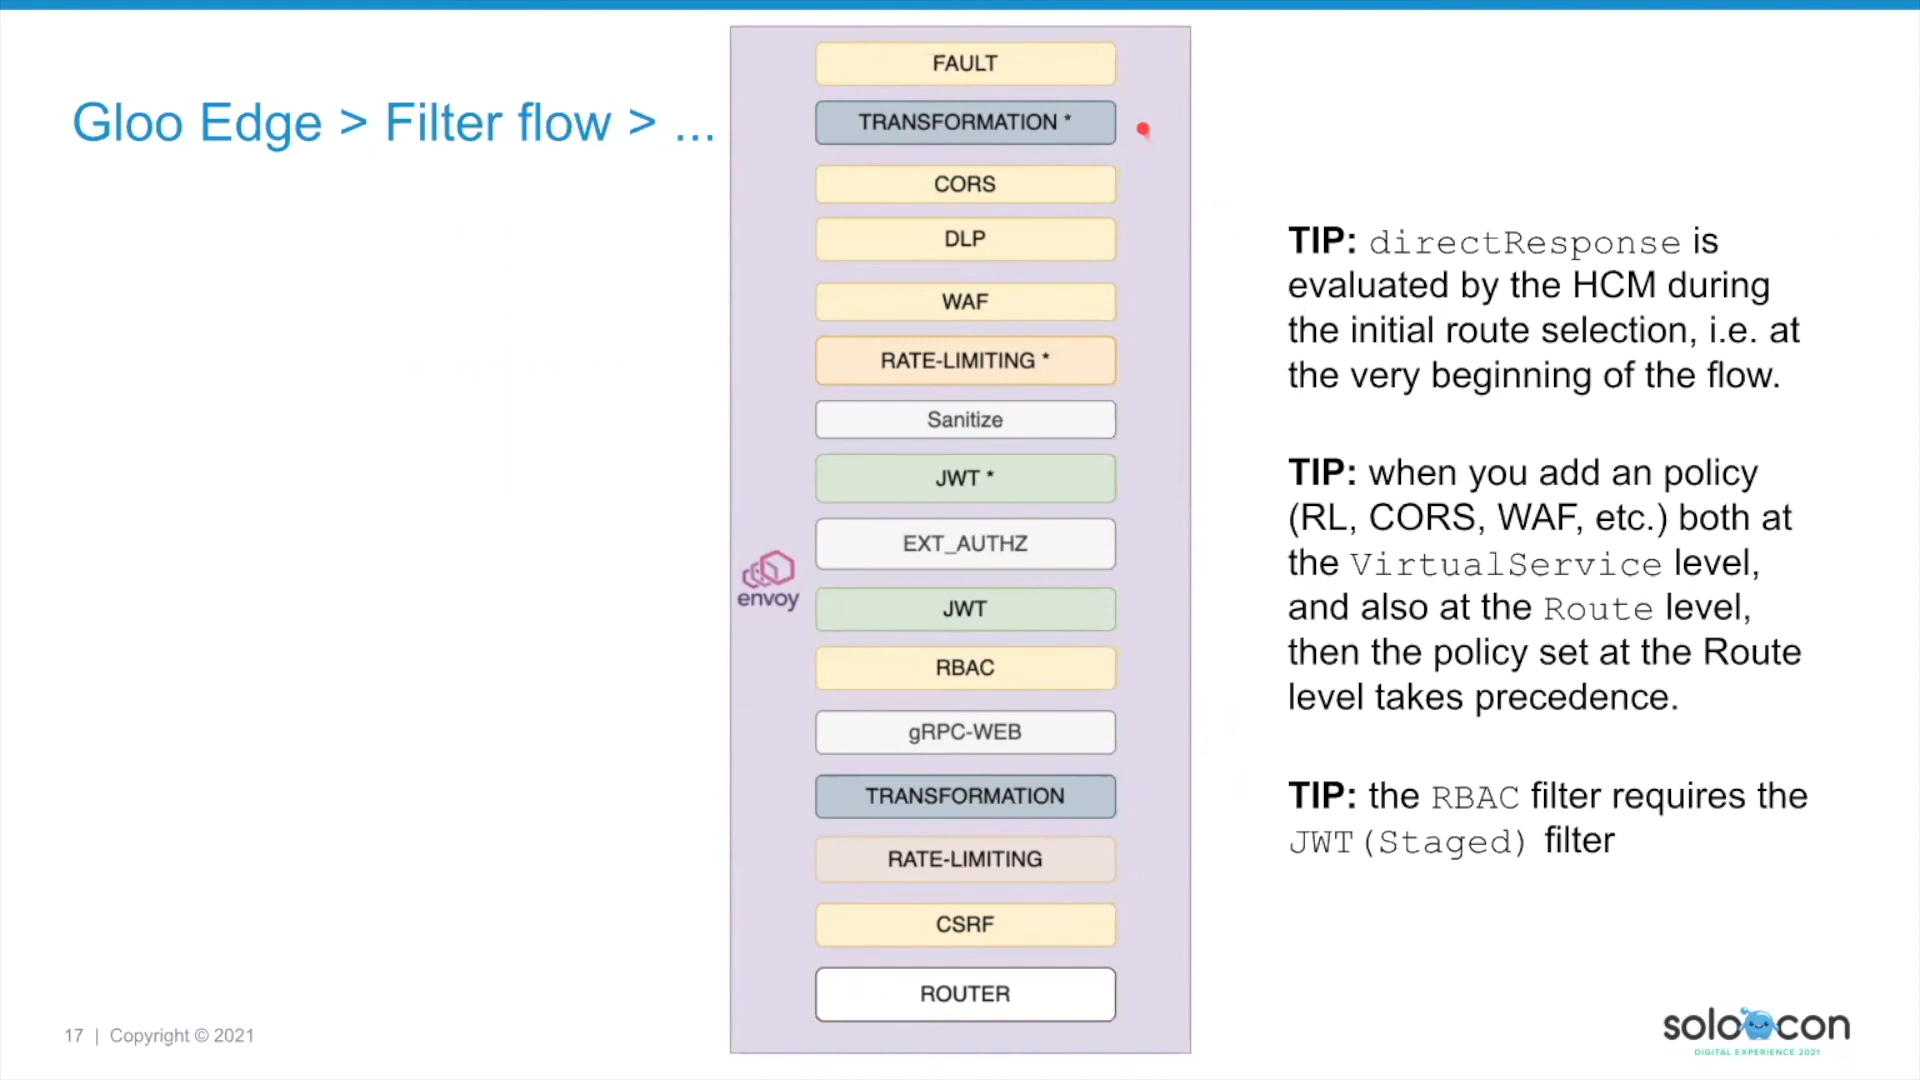 Gloo Edge > Filter flow > ...
FAULT
TRANSFORMATION *
CORS
DLP
WAF
RATE-LIMITING *
Sanitize
JWT *
EXT_AUTHZ
JWT
RBAC
gRPC-WEB
TRANSFORMATION
RATE-LIMITING
CSRF
ROUTER
envoy
TIP: directResponse is
evaluated by the HCM during
the initial route selection, i.e. at
the very beginning of the flow.
TIP: when you add an policy
(RL, CORS, WAF, etc.) both at
the VirtualService level,
and also at the Route level,
then the policy set at the Route
level takes precedence.
TIP: the RBAC filter requires the
JWT(Staged) filter
17 | Copyright © 2021
solo con
DIGITAL EXPERIENCE 2021